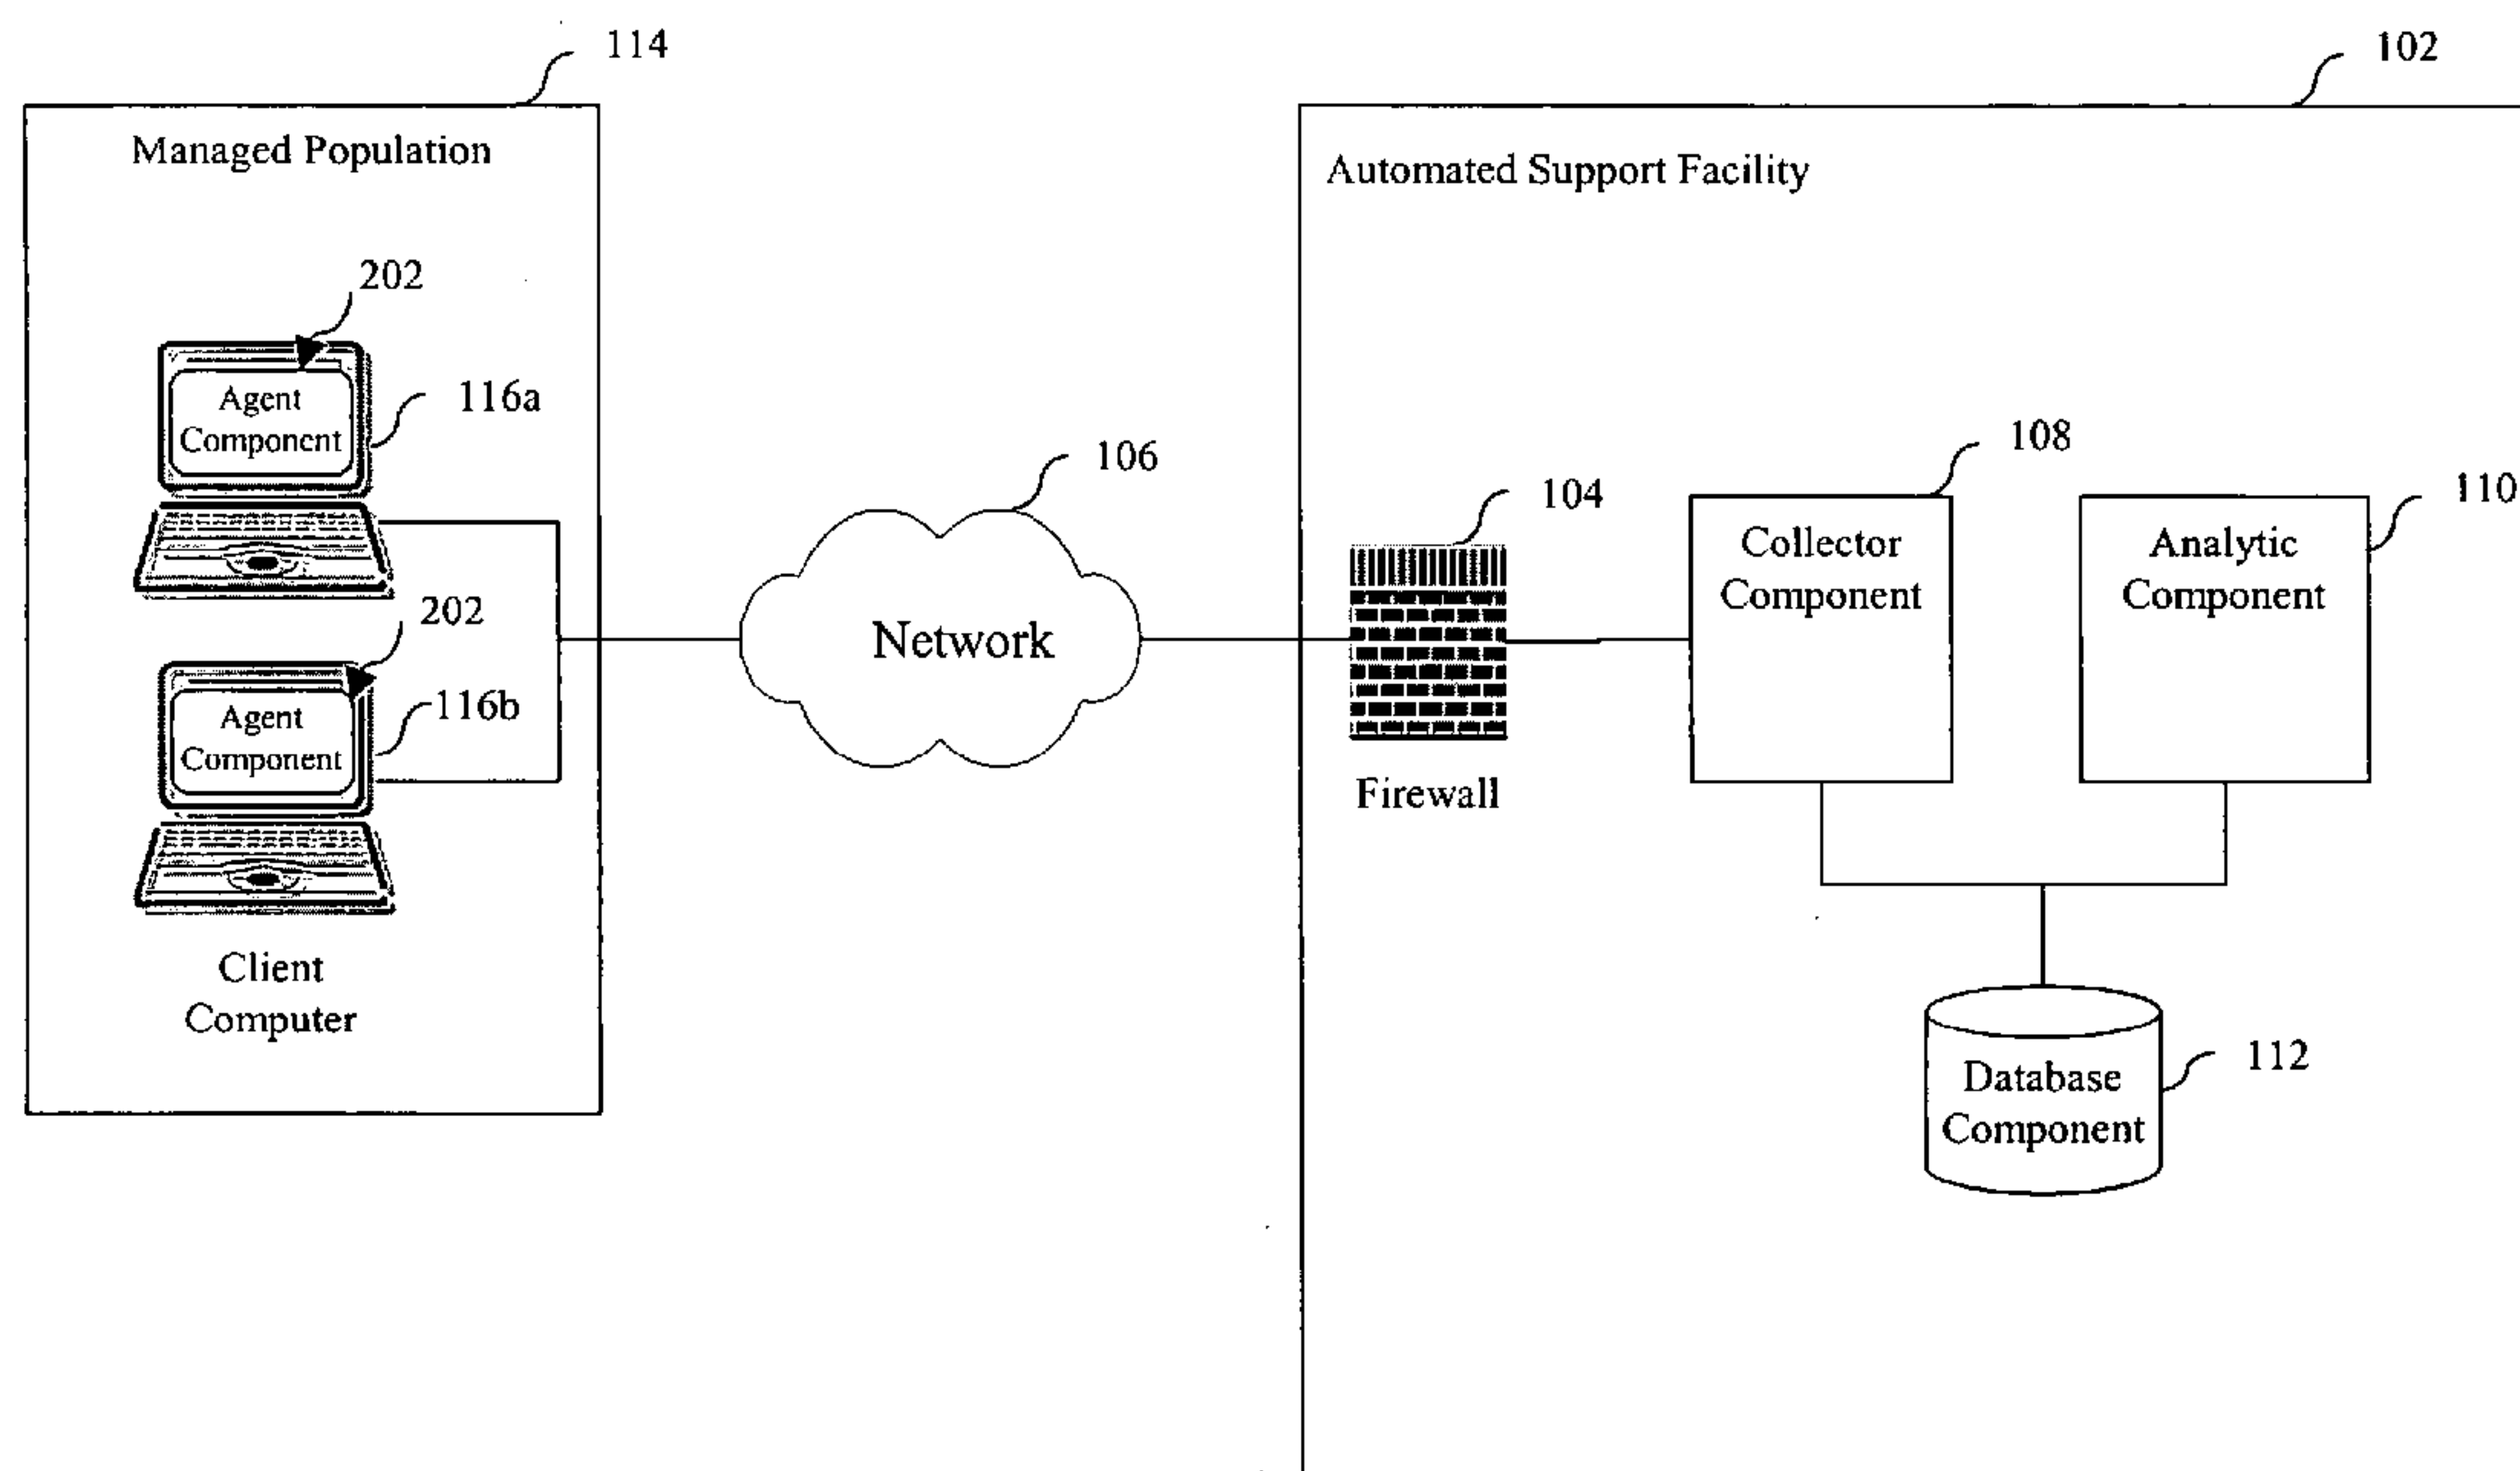 114
102
Managed Population
Automated Support Facility
202
Agent
Component
116a
106
108
104
110
Collector
Component
Analytic
Component
202
Network
Agent
Component
116b
Firewall
Client
Computer
112
Database
Component